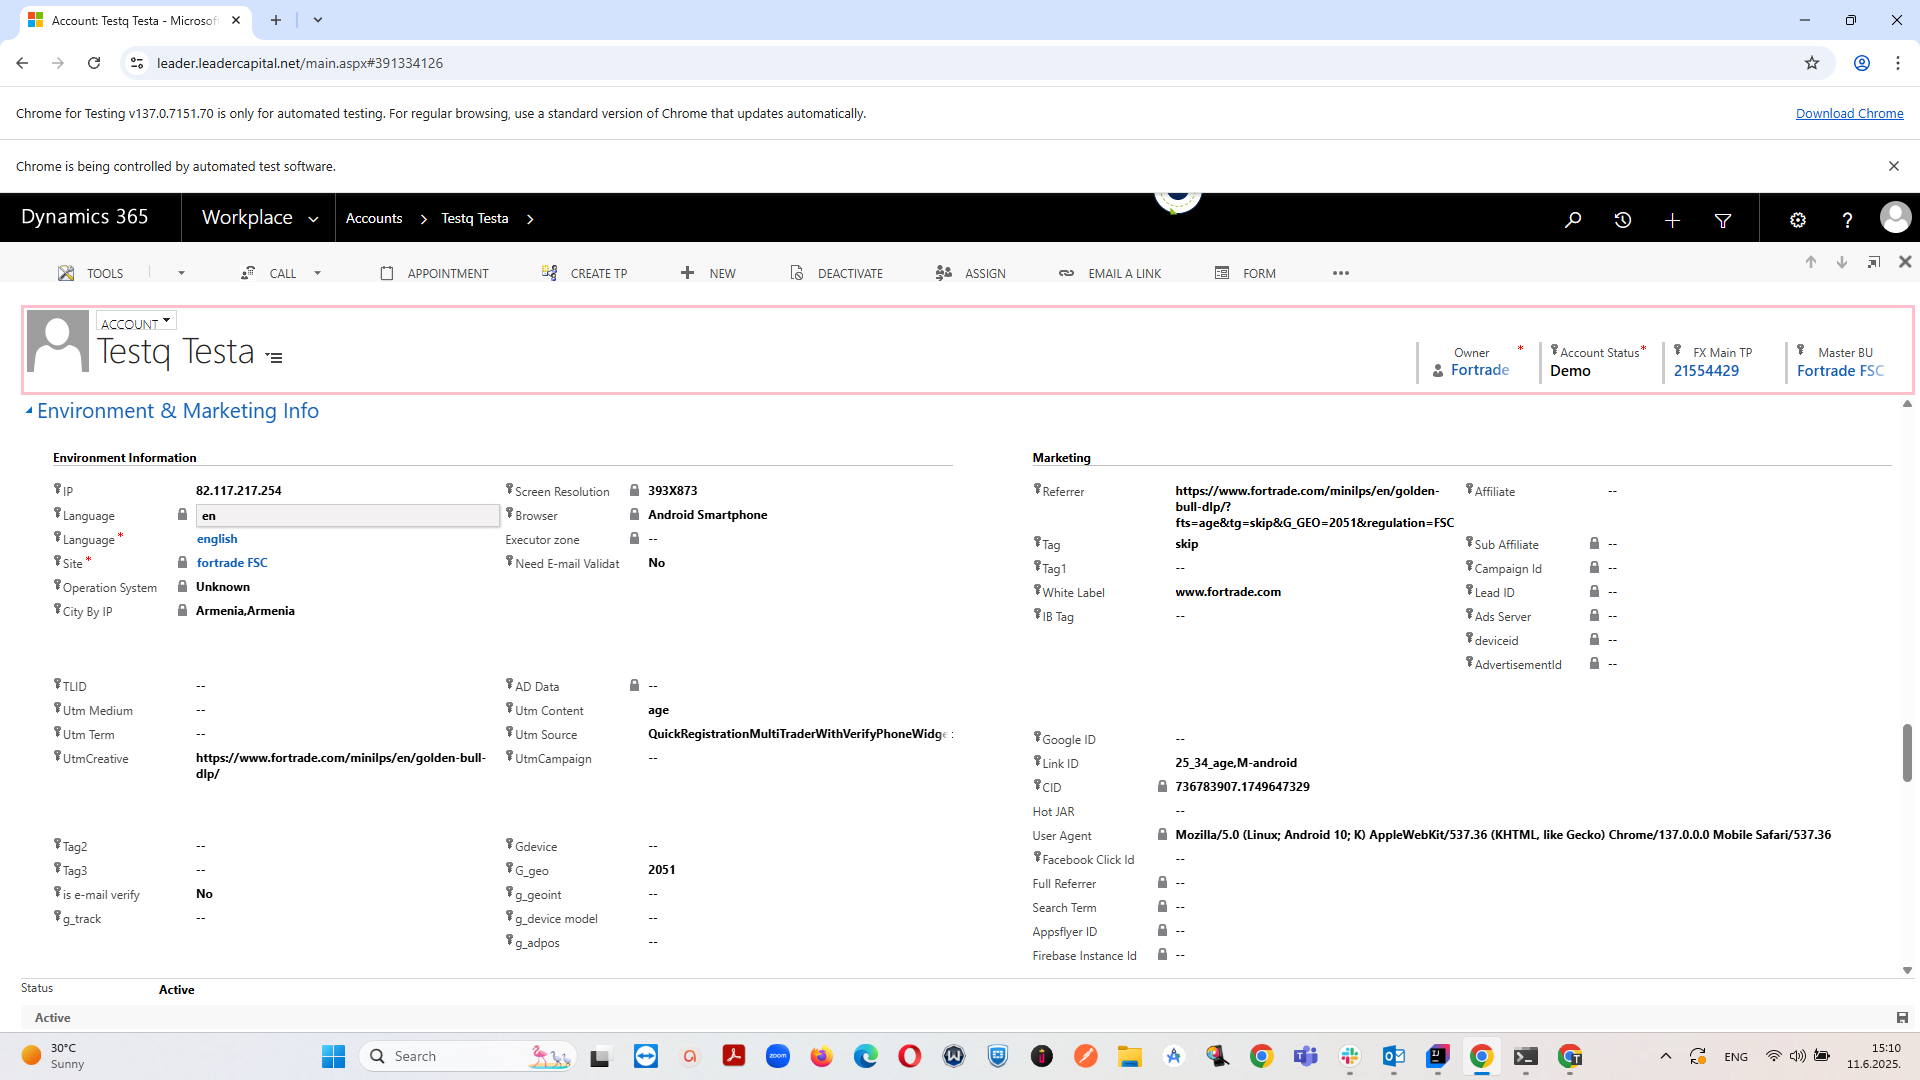 Account: Testq Testa - Microsof
leader.leadercapital.net/main.aspx#391334126
Chrome for Testing v137.0.7151.70 is only for automated testing. For regular browsing, use a standard version of Chrome that updates automatically.
Download Chrome
Chrome is being controlled by automated test software.
Dynamics 365
Workplace
Accounts
Testq Testa
TOOLS
CALL
APPOINTMENT
CREATE TP
NEW
DEACTIVATE
ASSIGN
EMAIL A LINK
FORM
ACCOUNT
Testq Testa
Owner *
Fortrade
Account Status*
Demo
FX Main TP
21554429
Master BU
Fortrade FSC
Environment & Marketing Info
Environment Information
IP 82.117.217.254
Language en
Language * english
Site * fortrade FSC
Operation System Unknown
City By IP Armenia,Armenia
Screen Resolution 393X873
Browser Android Smartphone
Executor zone --
Need E-mail Validat No
TLID --
Utm Medium --
Utm Term --
UtmCreative https://www.fortrade.com/minilps/en/golden-bull-
dlp/
AD Data --
Utm Content age
Utm Source QuickRegistrationMultiTraderWithVerifyPhoneWidge
UtmCampaign --
Tag2 --
Tag3 --
is e-mail verify No
g_track --
Gdevice --
G_geo 2051
g_geoint --
g_device model --
g_adpos --
Marketing
Referrer https://www.fortrade.com/minilps/en/golden-
bull-dlp/?
fts=age&tg=skip&G_GEO=2051&regulation=FSC
Tag skip
Tag1 --
White Label www.fortrade.com
IB Tag --
Affiliate --
Sub Affiliate --
Campaign Id --
Lead ID --
Ads Server --
deviceid --
AdvertisementId --
Google ID --
Link ID 25_34_age,M-android
CID 736783907.1749647329
Hot JAR --
User Agent Mozilla/5.0 (Linux; Android 10; K) AppleWebKit/537.36 (KHTML, like Gecko) Chrome/137.0.0.0 Mobile Safari/537.36
Facebook Click Id --
Full Referrer --
Search Term --
Appsflyer ID --
Firebase Instance Id --
Status Active
Active
30°C
Sunny
Search
zoom
ENG
15:10
11.6.2025.